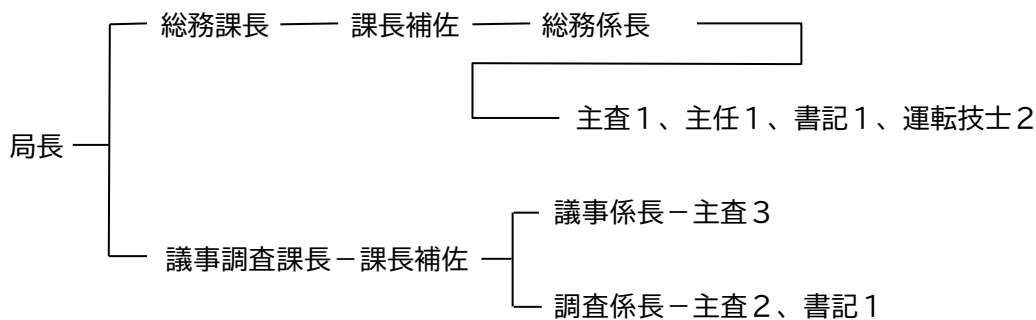 総務課長 課長補佐 総務係長
主査1、主任1、書記1、運転技士2
局長
議事係長－主査3
議事調査課長－課長補佐
調査係長－主査2、書記1